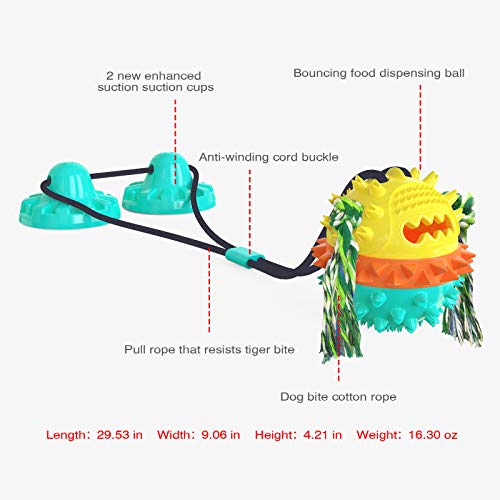 2 new enhanced
suction suction cups
Bouncing food dispensing ball
Anti-winding cord buckle
Pull rope that resists tiger bite
Dog bite cotton rope
Length: 29.53 in Width: 9.06 in Height: 4.21 in Weight: 16.30 oz